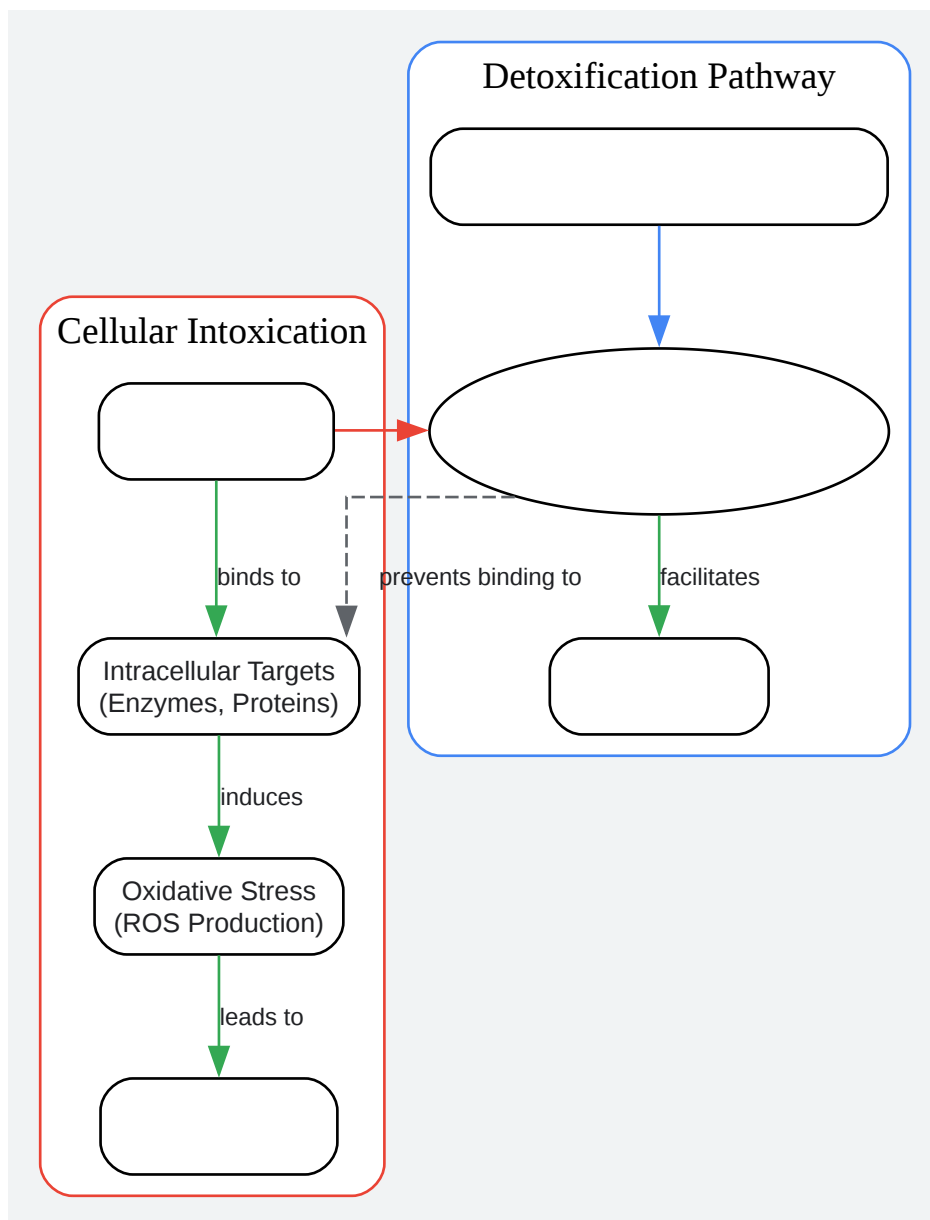 Detoxification Pathway
Cellular Intoxication
binds to
prevents binding to
facilitates
Intracellular Targets
(Enzymes, Proteins)
induces
Oxidative Stress
(ROS Production)
leads to